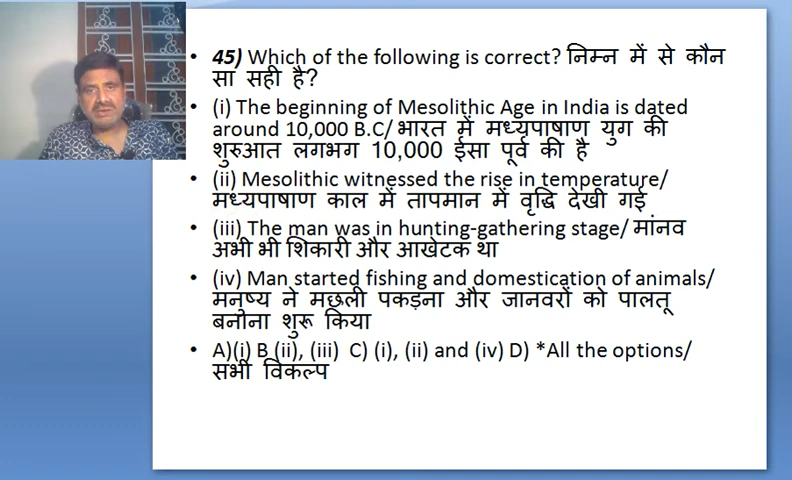 45) Which of the following is correct? निम्न में से कौन
सा सही है?
(i) The beginning of Mesolithic Age in India is dated
around 10,000 B.C/ भारत में मध्यपाषाण युग की
शुरुआत लगभग 10,000 ईसा पूर्व की है
(ii) Mesolithic witnessed the rise in temperature/
मध्यपाषाण काल में तापमान में वृद्धि देखी गई
(iii) The man was in hunting-gathering stage/ मांनव
अभी भी शिकारी और आखेटक था
(iv) Man started fishing and domestication of animals/
मनुष्य ने मछली पकड़ना और जानवरों को पालतू
बनाेना शुरू किया
A)(i) B (ii), (iii) C) (i), (ii) and (iv) D) *All the options/
सभी विकल्प